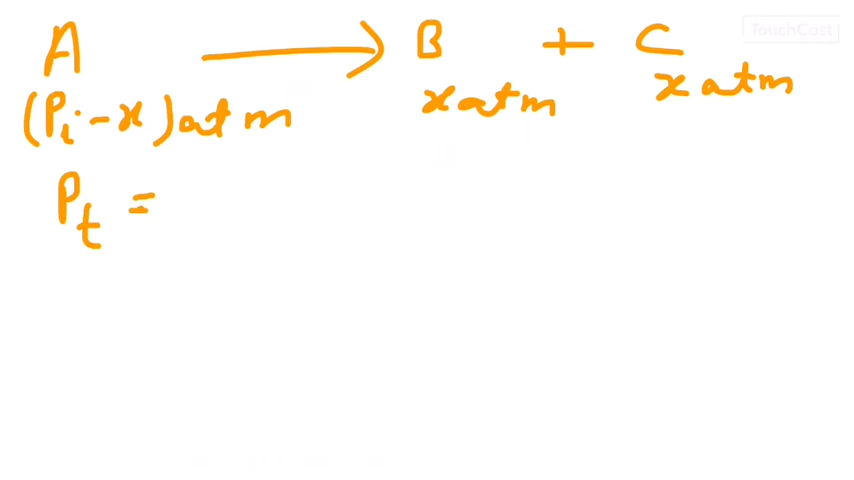 A → B + C TouchCast
(Pi - x) atm x atm x atm
Pt =